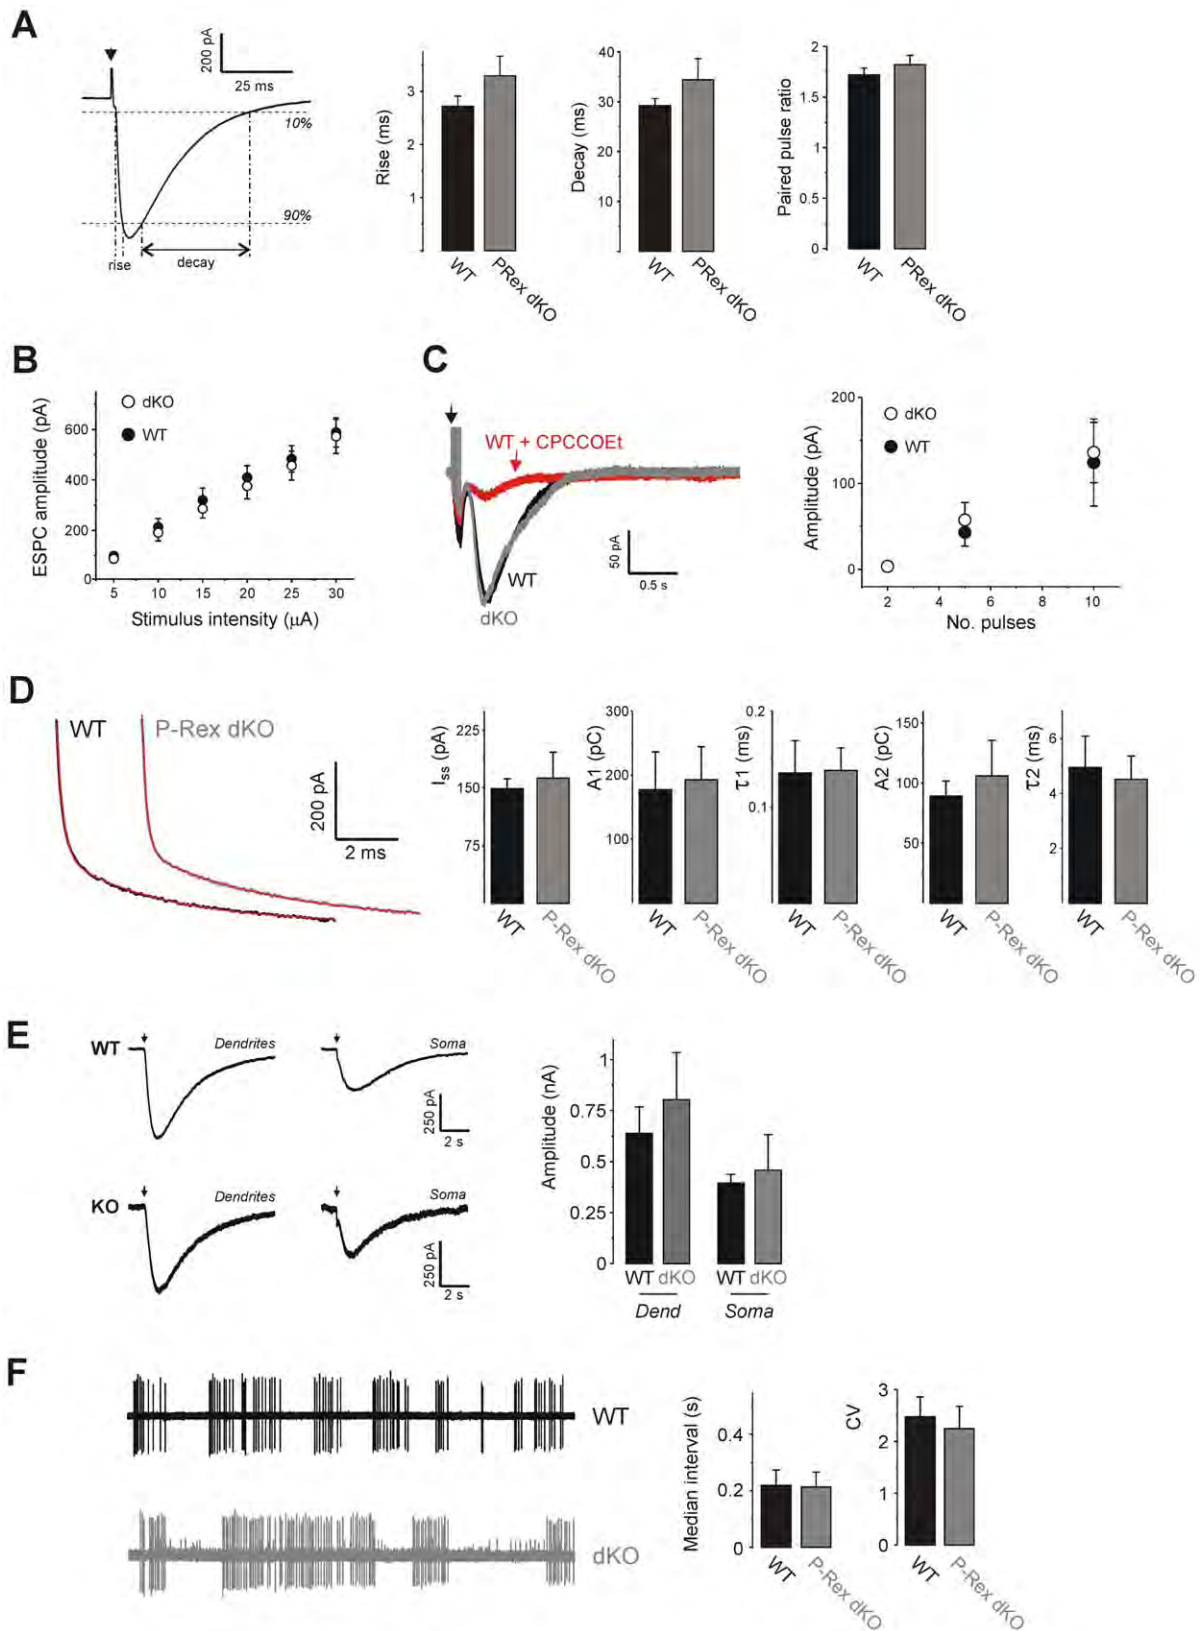 A
200 pA
25 ms
10%
90%
rise
decay
Rise (ms)
3
2
1
WT
PRex dKO
Decay (ms)
40
30
20
10
WT
PRex dKO
Paired pulse ratio
2
1.5
1
0.5
0
WT
PRex dKO
B
ESPC amplitude (pA)
600
400
200
0
dKO
WT
5 10 15 20 25 30
Stimulus intensity (μA)
C
WT + CPCCOEt
WT
dKO
50 pA
0.5 s
Amplitude (pA)
200
100
0
dKO
WT
2 4 6 8 10
No. pulses
D
WT
P-Rex dKO
200 pA
2 ms
Iss (pA)
225
150
75
WT
P-Rex dKO
A1 (pC)
300
200
100
WT
P-Rex dKO
τ1 (ms)
0.2
0.1
WT
P-Rex dKO
A2 (pC)
150
100
50
WT
P-Rex dKO
τ2 (ms)
6
4
2
WT
P-Rex dKO
E
WT
Dendrites
Soma
250 pA
2 s
KO
Dendrites
Soma
250 pA
2 s
Amplitude (nA)
1
0.75
0.5
0.25
0
WT dKO WT dKO
Dend Soma
F
WT
dKO
Median interval (s)
0.4
0.2
0
WT
P-Rex dKO
CV
3
2
1
0
WT
P-Rex dKO